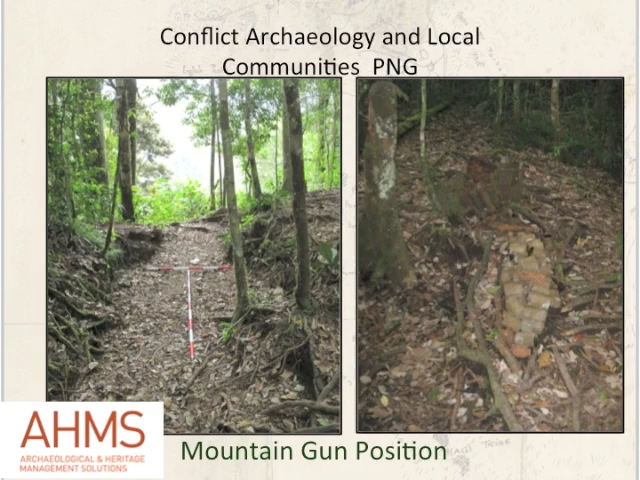 Conflict Archaeology and Local
Communities PNG
AHMS
ARCHAEOLOGICAL & HERITAGE
MANAGEMENT SOLUTIONS
Mountain Gun Position